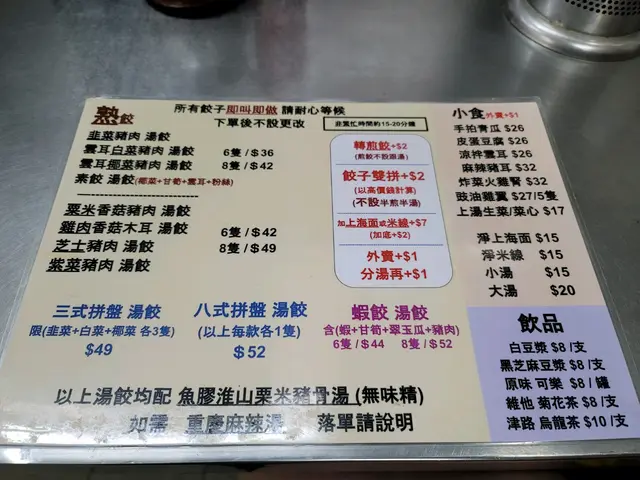 熟餃
所有餃子即叫即做 請耐心等候
下單後不設更改
非繁忙時間約15-20分鐘
韭菜豬肉 湯餃
雲耳白菜豬肉 湯餃
雲耳椰菜豬肉 湯餃
素餃 湯餃(椰菜+甘荀+雲耳+粉絲)
6隻 / $36
8隻 / $42
粟米香菇豬肉 湯餃
雞肉香菇木耳 湯餃
芝士豬肉 湯餃
紫菜豬肉 湯餃
6隻 / $42
8隻 / $49
轉煎餃+$2
(煎餃不設跟湯)
餃子雙拼+$2
(以高價錢計算)
(不設半煎半湯)
加上海面或米線+$7
(加底+$2)
外賣+$1
分湯再+$1
三式拼盤 湯餃
限(韭菜+白菜+椰菜 各3隻)
$49
八式拼盤 湯餃
(以上每款各1隻)
$52
蝦餃 湯餃
含(蝦+甘荀+翠玉瓜+豬肉)
6隻 / $44 8隻 / $52
以上湯餃均配 魚膠淮山栗米豬骨湯 (無味精)
如需 重慶麻辣湯 落單請說明
小食外賣+$1
手拍青瓜 $26
皮蛋豆腐 $26
涼拌雲耳 $26
麻辣豬耳 $32
炸菜火雞腎 $32
豉油雞翼 $27/5隻
上湯生菜/菜心 $17
淨上海面 $15
淨米線 $15
小湯 $15
大湯 $20
飲品
白豆漿 $8 /支
黑芝麻豆漿 $8 /支
原味 可樂 $8 / 罐
維他 菊花茶 $8 /支
津路 烏龍茶 $10 /支